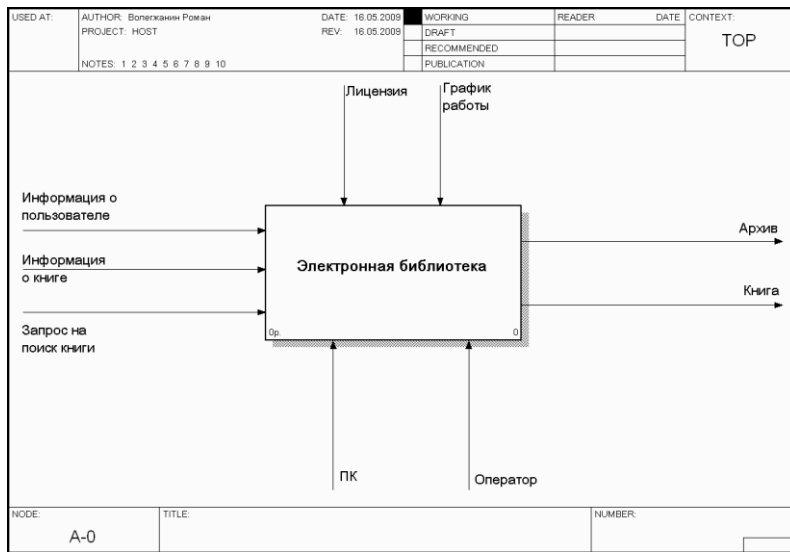 USED AT:
AUTHOR: Волегжанин Роман
DATE: 16.05.2009
WORKING
READER
DATE
CONTEXT:
PROJECT: HOST
REV: 16.05.2009
DRAFT
TOP
RECOMMENDED
NOTES: 1 2 3 4 5 6 7 8 9 10
PUBLICATION
Лицензия
График
работы
Информация о
пользователе
Информация
о книге
Запрос на
поиск книги
Электронная библиотека
0р.
0
Архив
Книга
ПК
Оператор
NODE:
A-0
TITLE:
NUMBER: